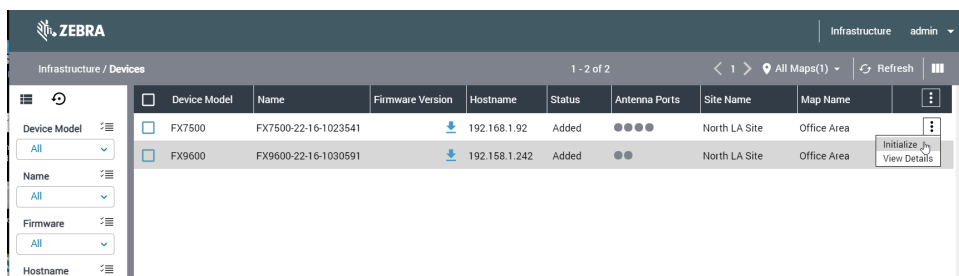 ZEBRA
Infrastructure admin
Infrastructure / Devices 1 - 2 of 2 1 All Maps(1) Refresh
Device Model Name Firmware Version Hostname Status Antenna Ports Site Name Map Name
FX7500 FX7500-22-16-1023541 192.168.1.92 Added North LA Site Office Area
FX9600 FX9600-22-16-1030591 192.158.1.242 Added North LA Site Office Area
Initialize
View Details
Device Model
All
Name
All
Firmware
All
Hostname